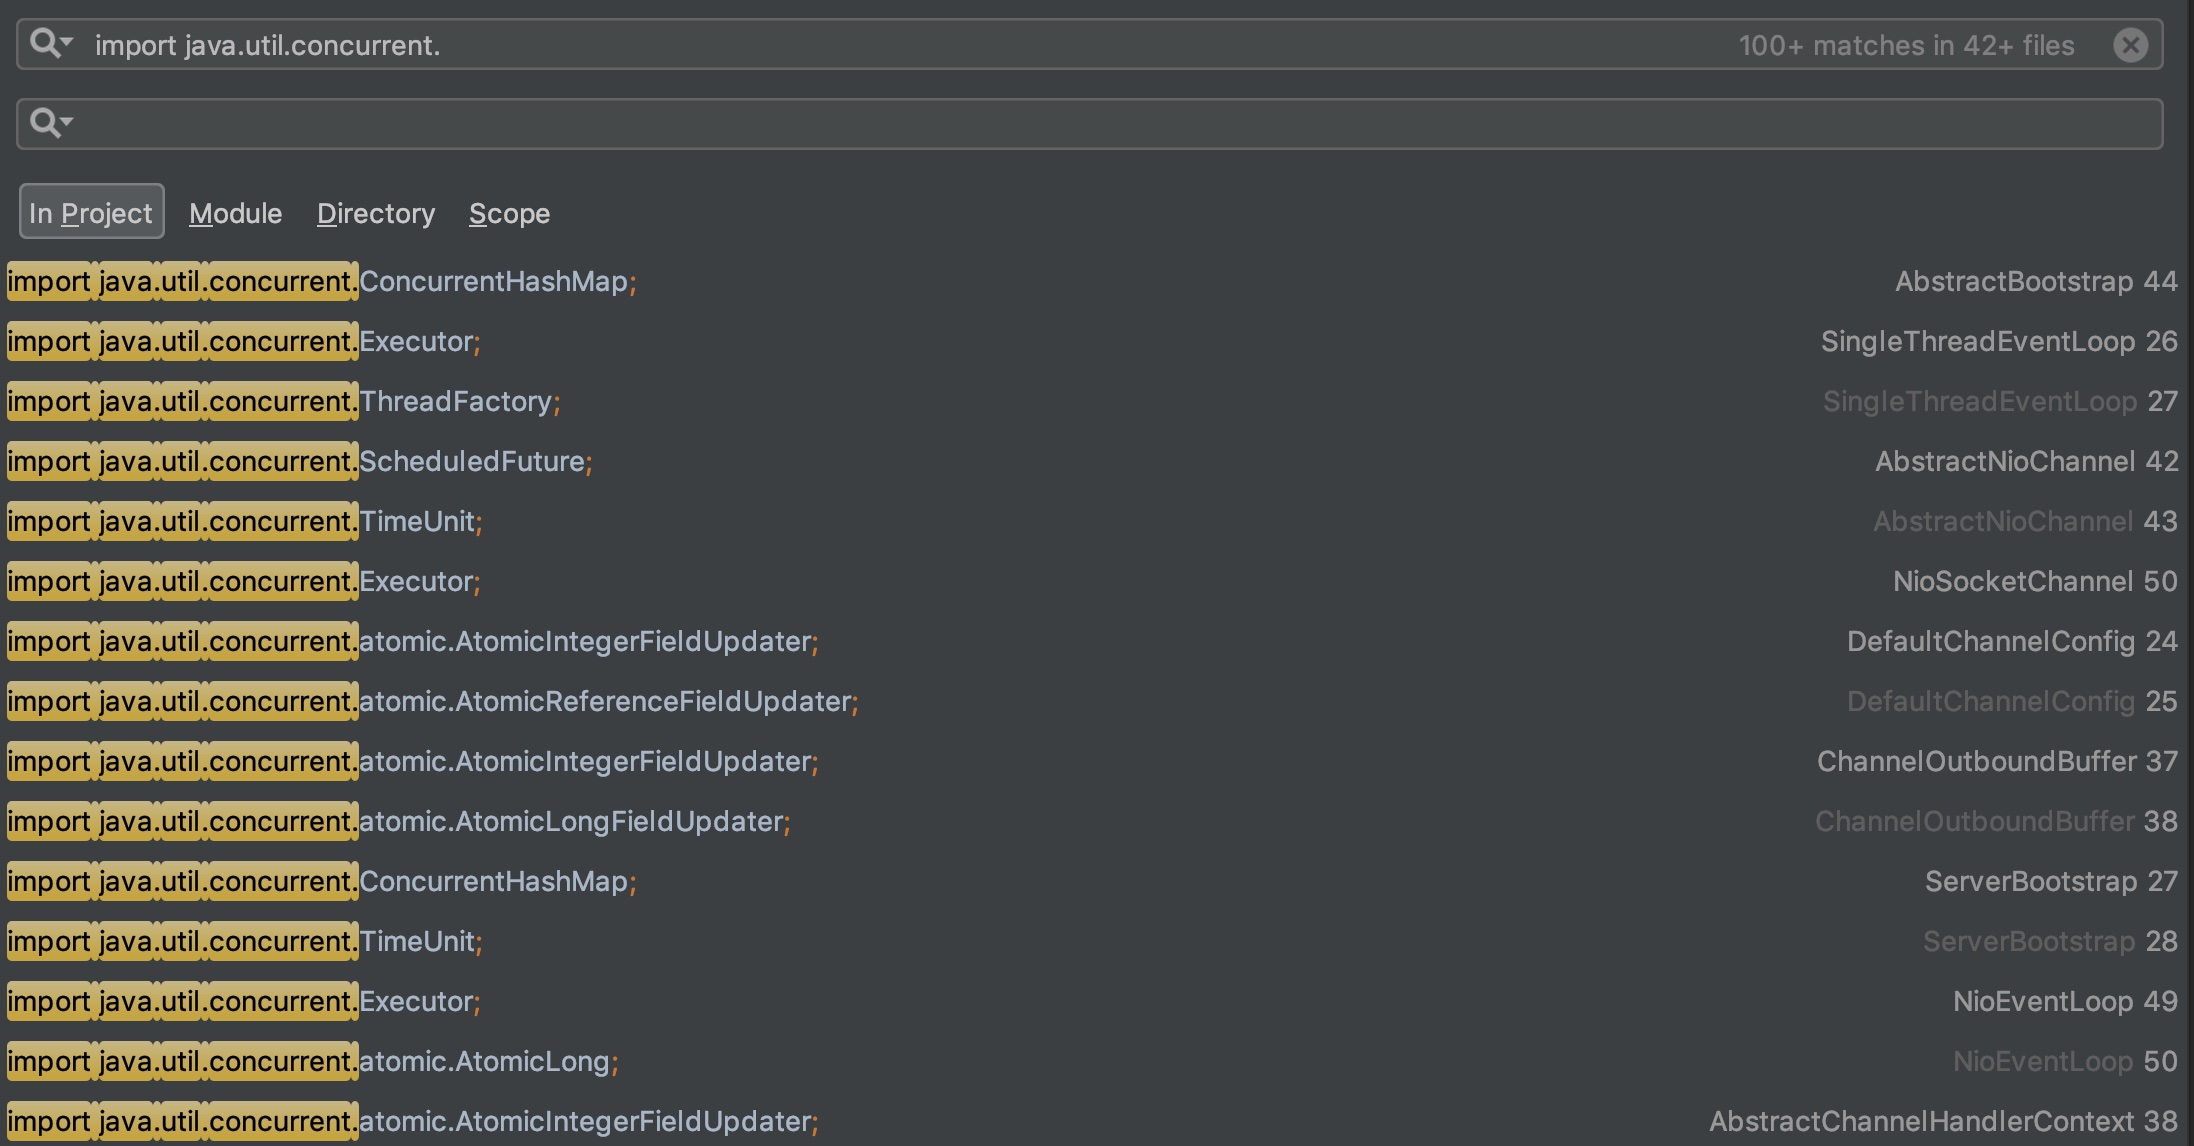 import java.util.concurrent. 100+ matches in 42+ files
In Project Module Directory Scope
import java.util.concurrent.ConcurrentHashMap; AbstractBootstrap 44
import java.util.concurrent.Executor; SingleThreadEventLoop 26
import java.util.concurrent.ThreadFactory; SingleThreadEventLoop 27
import java.util.concurrent.ScheduledFuture; AbstractNioChannel 42
import java.util.concurrent.TimeUnit; AbstractNioChannel 43
import java.util.concurrent.Executor; NioSocketChannel 50
import java.util.concurrent.atomic.AtomicIntegerFieldUpdater; DefaultChannelConfig 24
import java.util.concurrent.atomic.AtomicReferenceFieldUpdater; DefaultChannelConfig 25
import java.util.concurrent.atomic.AtomicIntegerFieldUpdater; ChannelOutboundBuffer 37
import java.util.concurrent.atomic.AtomicLongFieldUpdater; ChannelOutboundBuffer 38
import java.util.concurrent.ConcurrentHashMap; ServerBootstrap 27
import java.util.concurrent.TimeUnit; ServerBootstrap 28
import java.util.concurrent.Executor; NioEventLoop 49
import java.util.concurrent.atomic.AtomicLong; NioEventLoop 50
import java.util.concurrent.atomic.AtomicIntegerFieldUpdater; AbstractChannelHandlerContext 38